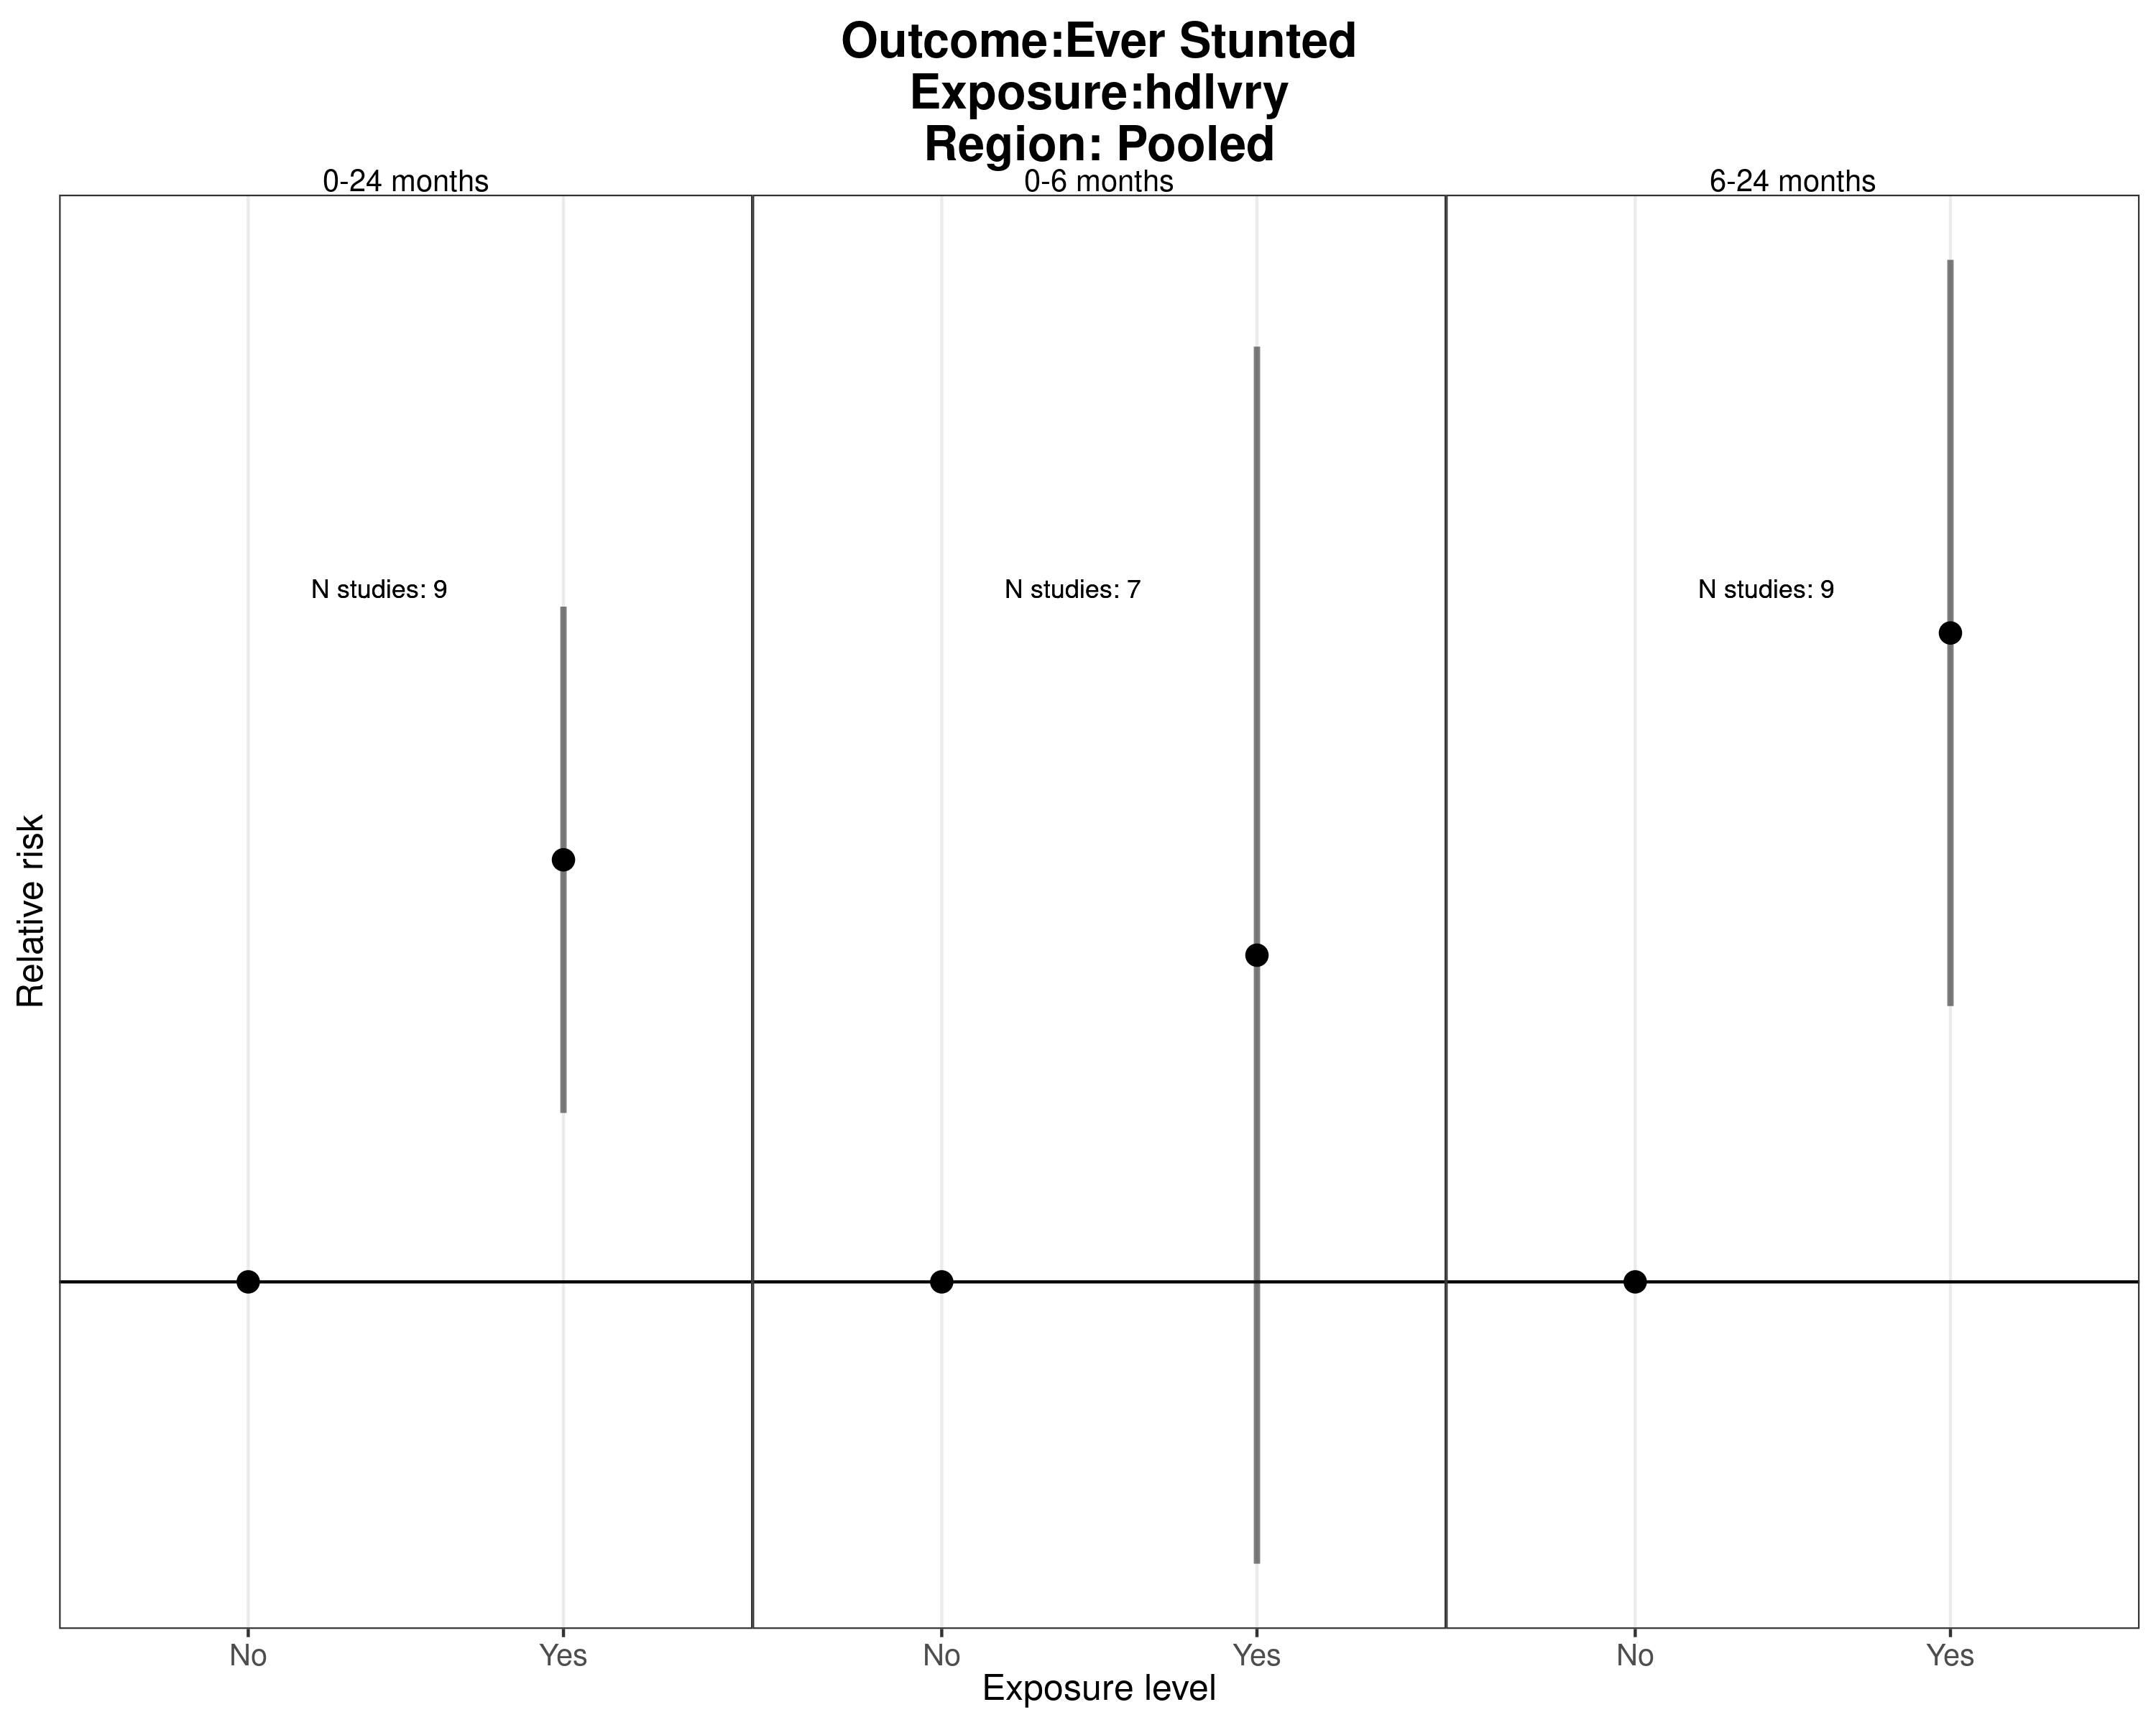 Outcome:Ever Stunted
Exposure:hdlvry
Region: Pooled
0-24 months
0-6 months
6-24 months
N studies: 9
N studies: 7
N studies: 9
Relative risk
No
Yes
No
Yes
No
Yes
Exposure level